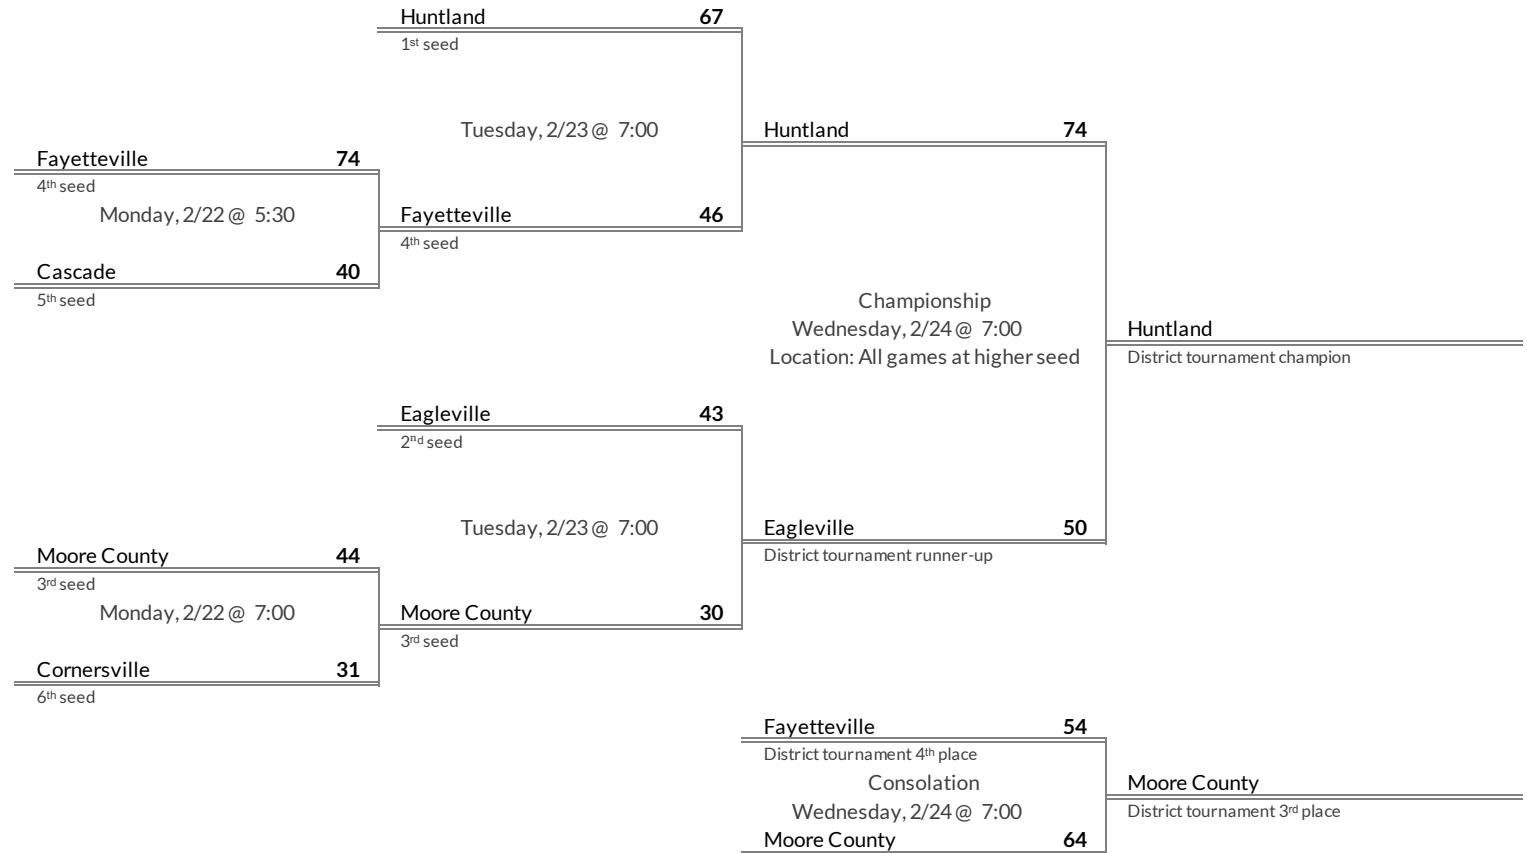 Huntland 67
1st seed
Tuesday, 2/23 @ 7:00
Huntland 74
Fayetteville 74
4th seed
Monday, 2/22 @ 5:30
Fayetteville 46
4th seed
Cascade 40
5th seed
Championship
Wednesday, 2/24 @ 7:00
Location: All games at higher seed
Huntland
District tournament champion
Eagleville 43
2nd seed
Tuesday, 2/23 @ 7:00
Eagleville 50
District tournament runner-up
Moore County 44
3rd seed
Monday, 2/22 @ 7:00
Moore County 30
3rd seed
Cornersville 31
6th seed
Fayetteville 54
District tournament 4th place
Consolation
Wednesday, 2/24 @ 7:00
Moore County 64
Moore County
District tournament 3rd place